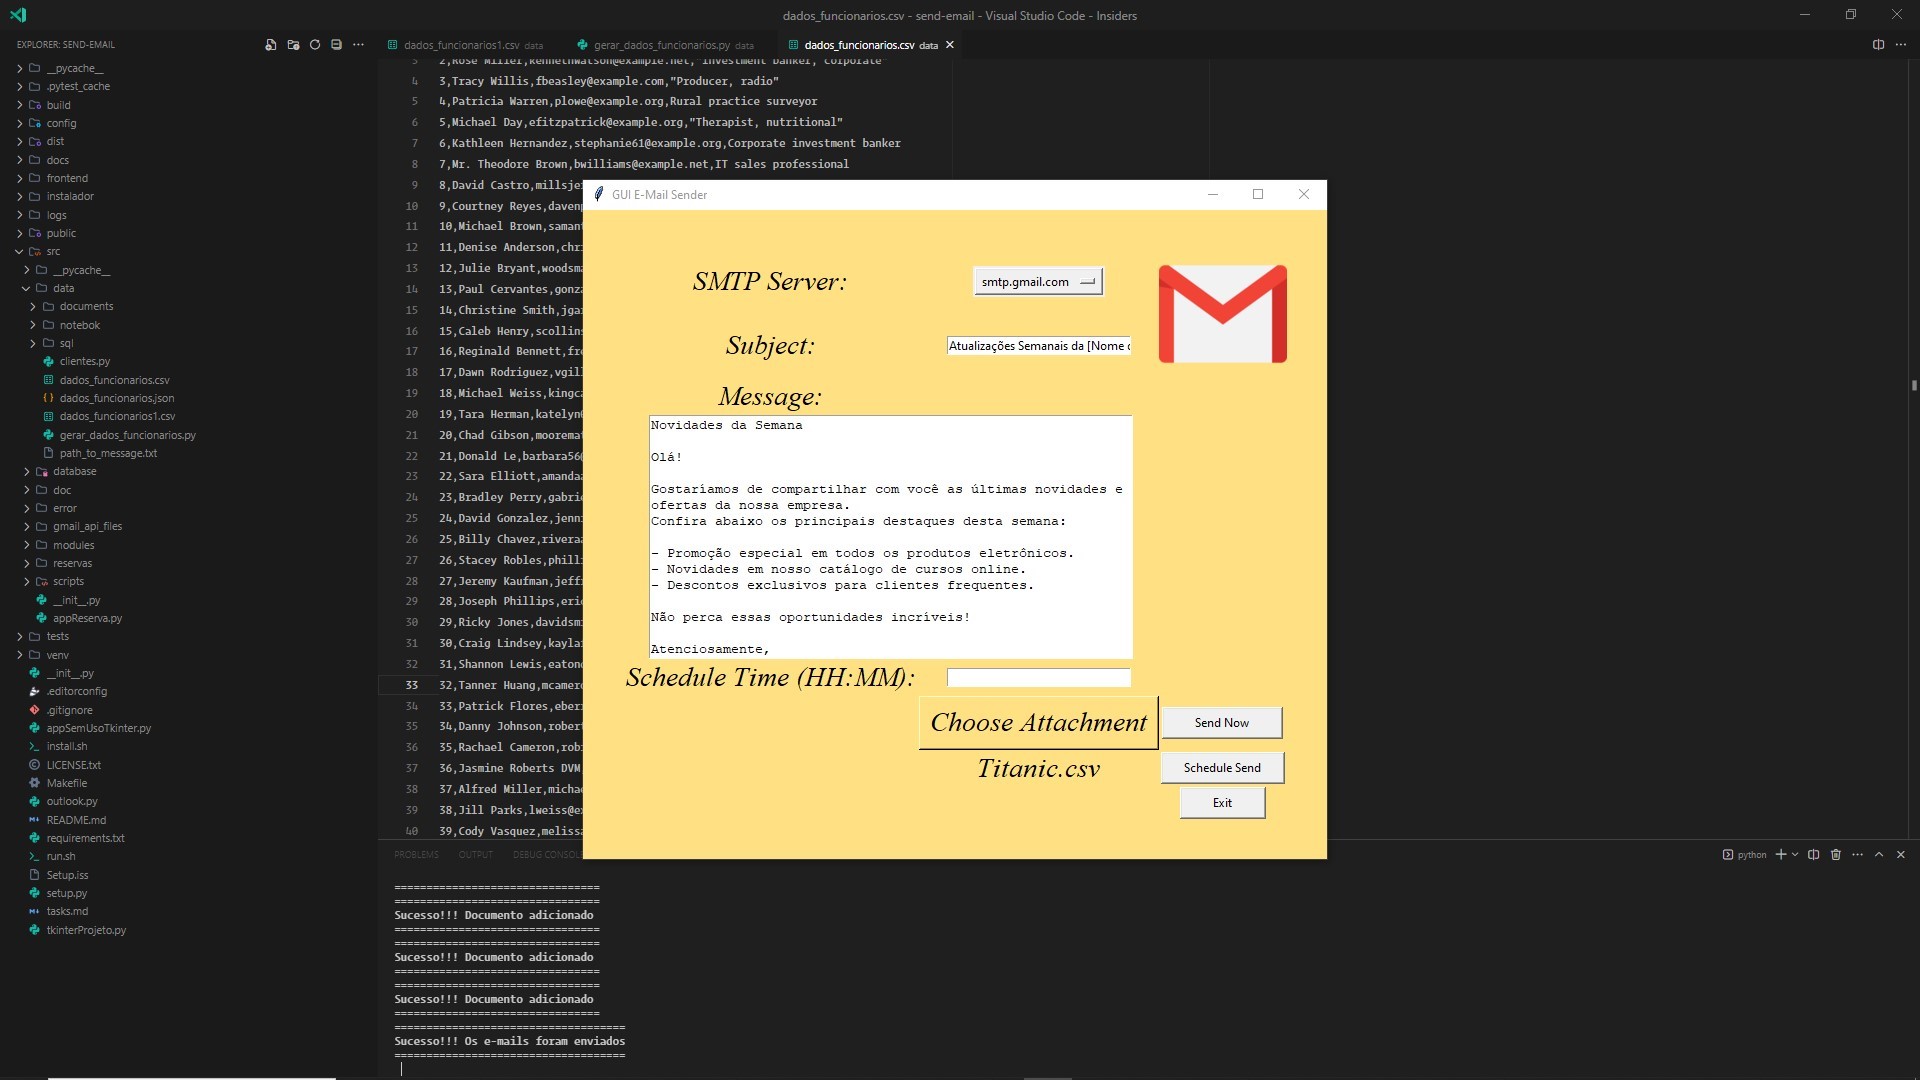 dados_funcionarios.csv - send-email - Visual Studio Code - Insiders
EXPLORER: SEND-EMAIL
__pycache__
.pytest_cache
build
config
dist
docs
frontend
instalador
logs
public
src
__pycache__
data
documents
notebok
sql
clientes.py
dados_funcionarios.csv
dados_funcionarios.json
dados_funcionarios1.csv
gerar_dados_funcionarios.py
path_to_message.txt
database
doc
error
gmail_api_files
modules
reservas
scripts
__init__.py
appReserva.py
tests
venv
__init__.py
.editorconfig
.gitignore
appSemUsoTkinter.py
install.sh
LICENSE.txt
Makefile
outlook.py
README.md
requirements.txt
run.sh
Setup.iss
setup.py
tasks.md
tkinterProjeto.py
dados_funcionarios1.csv data
gerar_dados_funcionarios.py data
dados_funcionarios.csv data
3 2,Rose Miller,kennethwatson@example.net,"Investment banker, corporate"
4 3,Tracy Willis,fbeasley@example.com,"Producer, radio"
5 4,Patricia Warren,plowe@example.org,Rural practice surveyor
6 5,Michael Day,efitzpatrick@example.org,"Therapist, nutritional"
7 6,Kathleen Hernandez,stephanie61@example.org,Corporate investment banker
8 7,Mr. Theodore Brown,bwilliams@example.net,IT sales professional
9 8,David Castro,millsje
10 9,Courtney Reyes,daven
11 10,Michael Brown,saman
12 11,Denise Anderson,chr
13 12,Julie Bryant,woodsm
14 13,Paul Cervantes,gonz
15 14,Christine Smith,jga
16 15,Caleb Henry,scollin
17 16,Reginald Bennett,fr
18 17,Dawn Rodriguez,vgil
19 18,Michael Weiss,kingc
20 19,Tara Herman,katelyn
21 20,Chad Gibson,moorema
22 21,Donald Le,barbara56
23 22,Sara Elliott,amanda
24 23,Bradley Perry,gabri
25 24,David Gonzalez,jenn
26 25,Billy Chavez,rivera
27 26,Stacey Robles,phill
28 27,Jeremy Kaufman,jeff
29 28,Joseph Phillips,eri
30 29,Ricky Jones,davidsm
31 30,Craig Lindsey,kayla
32 31,Shannon Lewis,eaton
33 32,Tanner Huang,mcamer
34 33,Patrick Flores,eber
35 34,Danny Johnson,rober
36 35,Rachael Cameron,rob
37 36,Jasmine Roberts DVM
38 37,Alfred Miller,micha
39 38,Jill Parks,lweiss@e
40 39,Cody Vasquez,meliss
GUI E-Mail Sender
SMTP Server:
smtp.gmail.com
Subject:
Atualizações Semanais da [Nome
Message:
Novidades da Semana
Olá!
Gostaríamos de compartilhar com você as últimas novidades e
ofertas da nossa empresa.
Confira abaixo os principais destaques desta semana:
- Promoção especial em todos os produtos eletrônicos.
- Novidades em nosso catálogo de cursos online.
- Descontos exclusivos para clientes frequentes.
Não perca essas oportunidades incríveis!
Atenciosamente,
Schedule Time (HH:MM):
Choose Attachment
Send Now
Titanic.csv
Schedule Send
Exit
PROBLEMS OUTPUT DEBUG CONSOL
python
================================
================================
Sucesso!!! Documento adicionado
================================
================================
Sucesso!!! Documento adicionado
================================
================================
Sucesso!!! Documento adicionado
================================
====================================
Sucesso!!! Os e-mails foram enviados
====================================